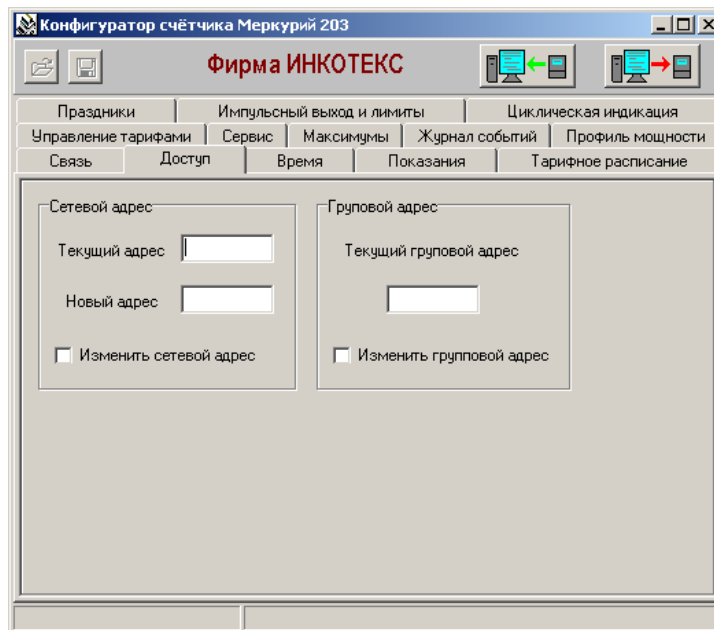 Конфигуратор счётчика Меркурий 203
Фирма ИНКОТЕКС
Праздники Импульсный выход и лимиты Циклическая индикация
Управление тарифами Сервис Максимумы Журнал событий Профиль мощности
Связь Доступ Время Показания Тарифное расписание
Сетевой адрес Груповой адрес
Текущий адрес Текущий груповой адрес
Новый адрес
Изменить сетевой адрес Изменить групповой адрес